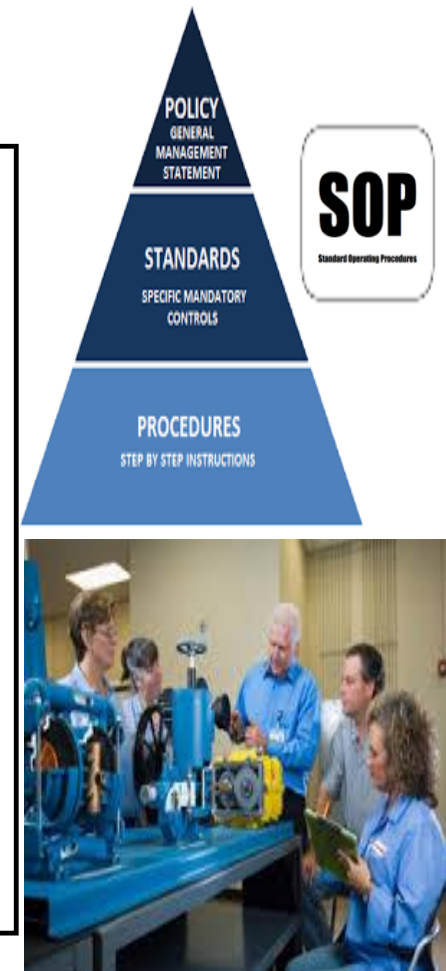 POLICY
GENERAL
MANAGEMENT
STATEMENT
SOP
Standard Operating Procedures
STANDARDS
SPECIFIC MANDATORY
CONTROLS
PROCEDURES
STEP BY STEP INSTRUCTIONS